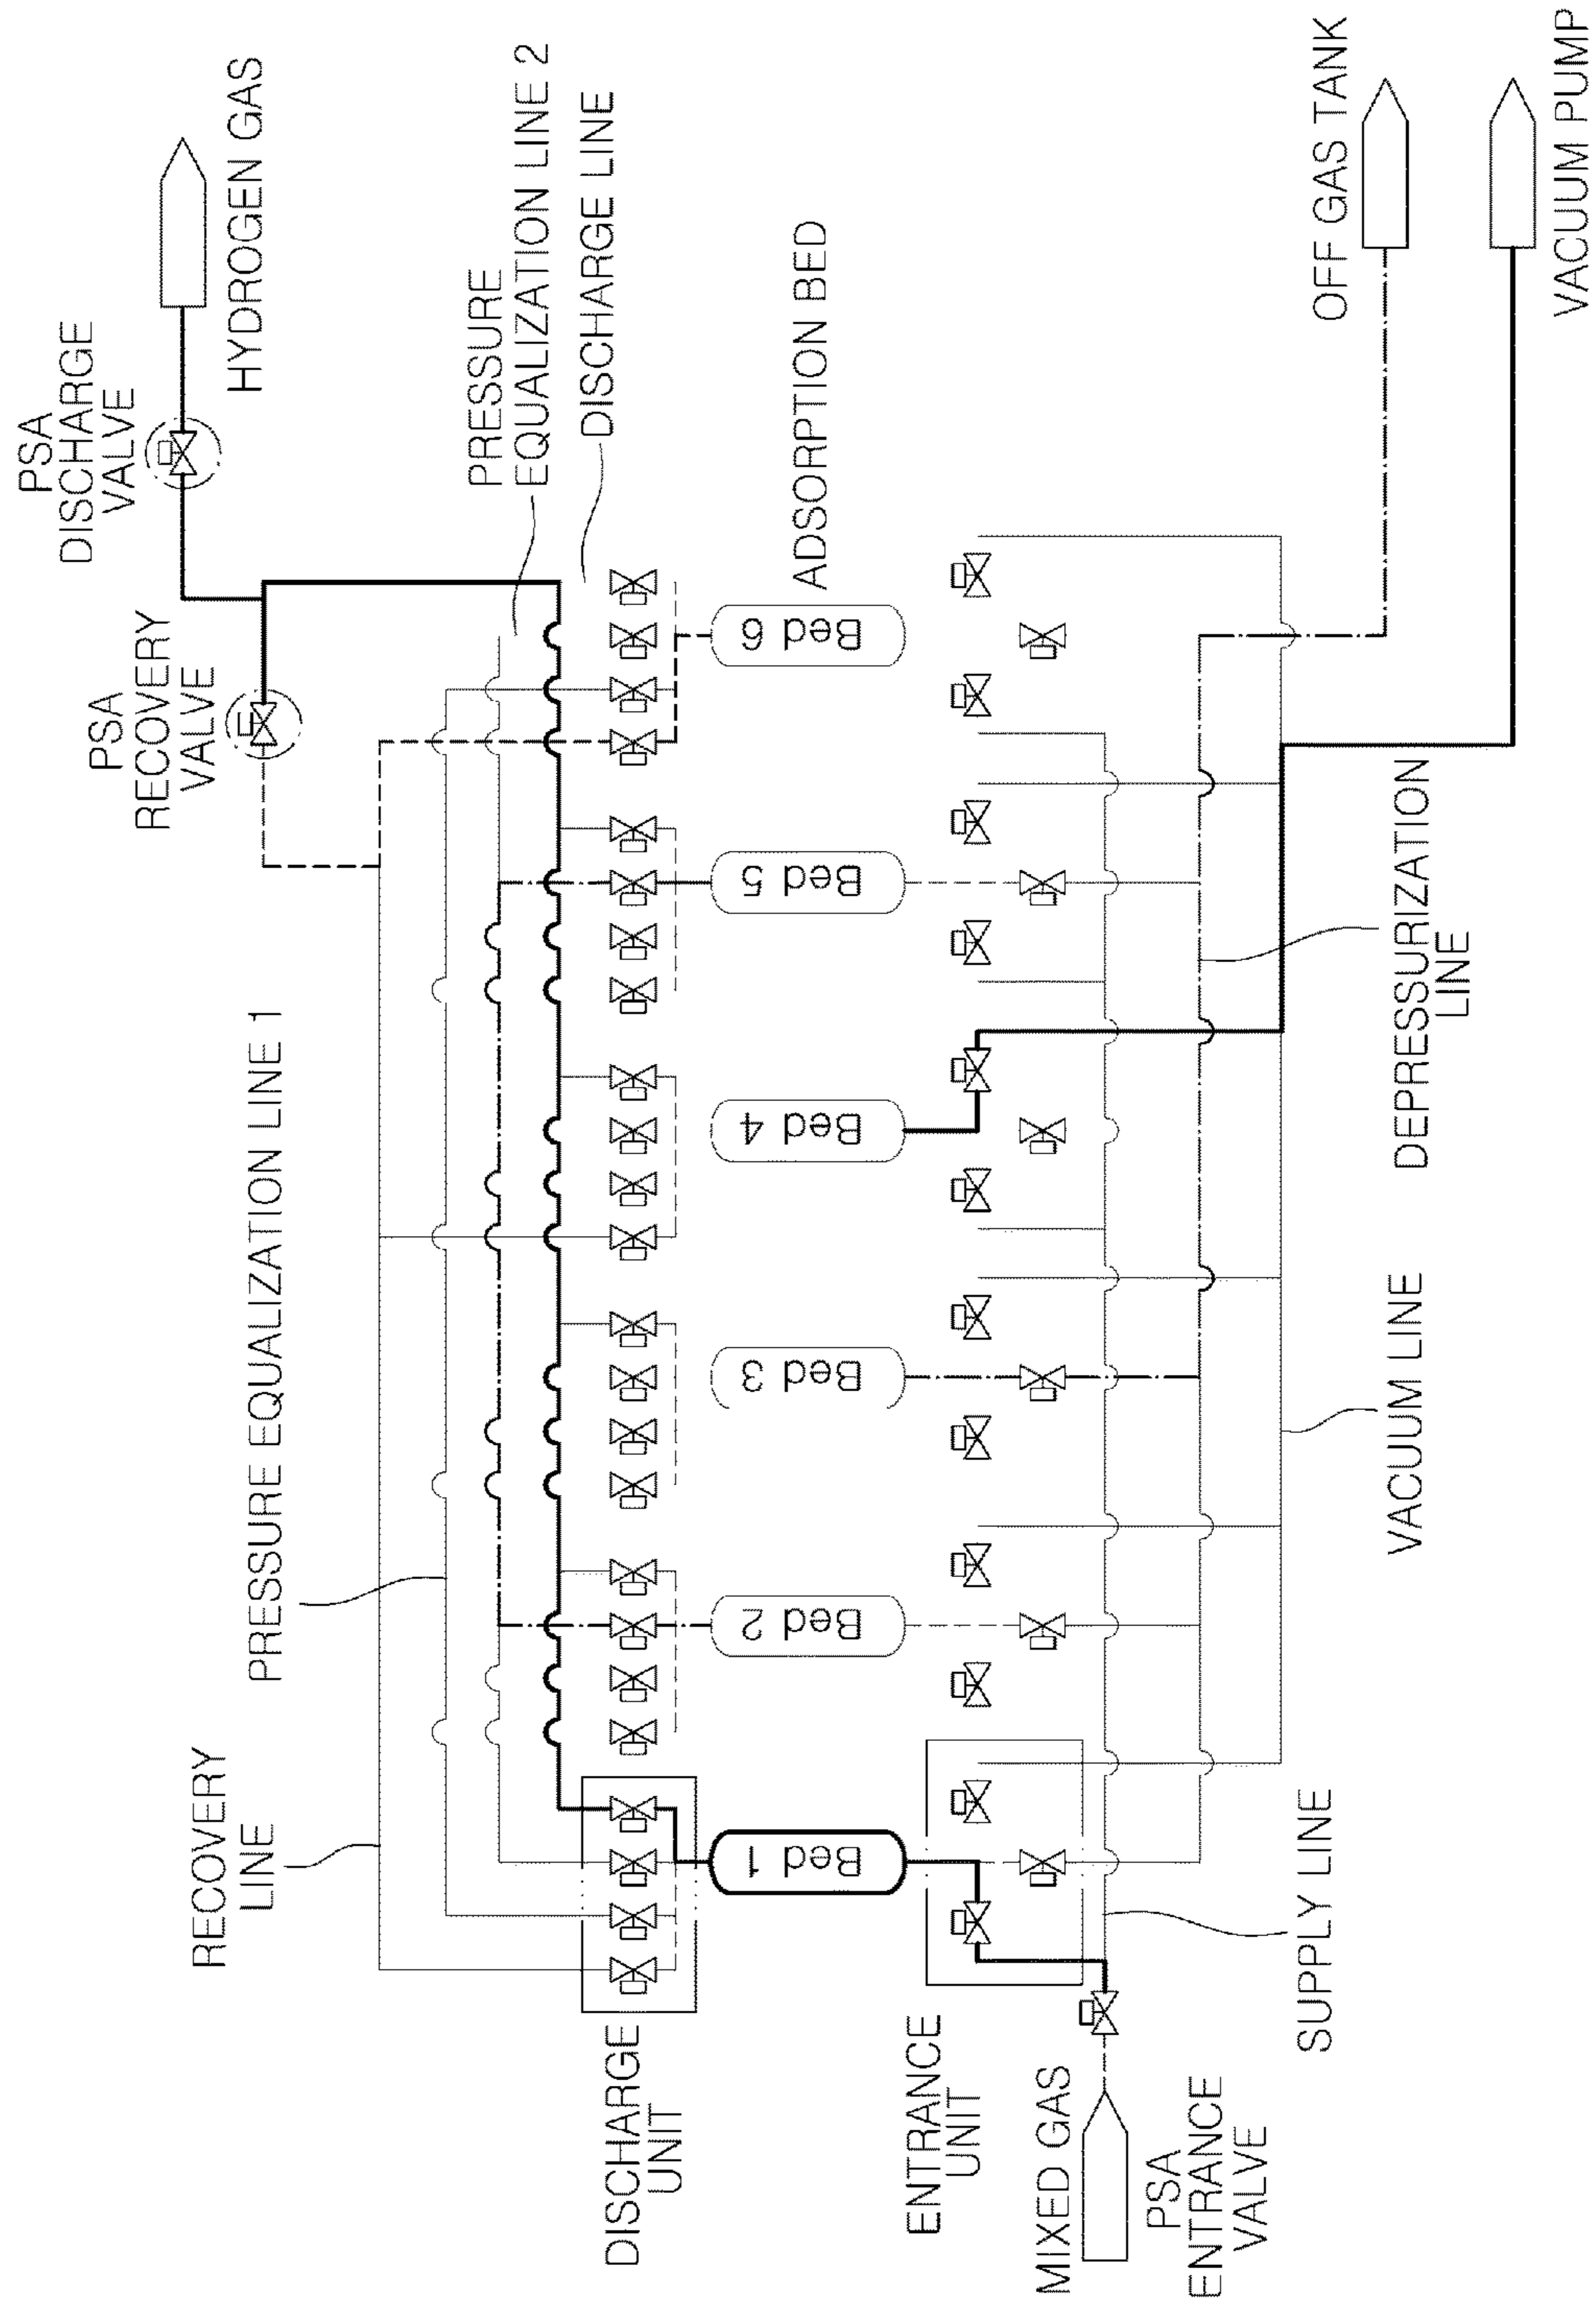 PSA
DISCHARGE
VALVE
HYDROGEN GAS
PSA
RECOVERY
VALVE
PRESSURE
EQUALIZATION LINE 2
DISCHARGE LINE
PRESSURE EQUALIZATION LINE 1
RECOVERY
LINE
DISCHARGE
UNIT
ADSORPTION BED
Bed 1
Bed 2
Bed 3
Bed 4
Bed 5
Bed 6
ENTRANCE
UNIT
MIXED GAS
PSA
ENTRANCE
VALVE
SUPPLY LINE
VACUUM LINE
DEPRESSURIZATION
LINE
OFF GAS TANK
VACUUM PUMP